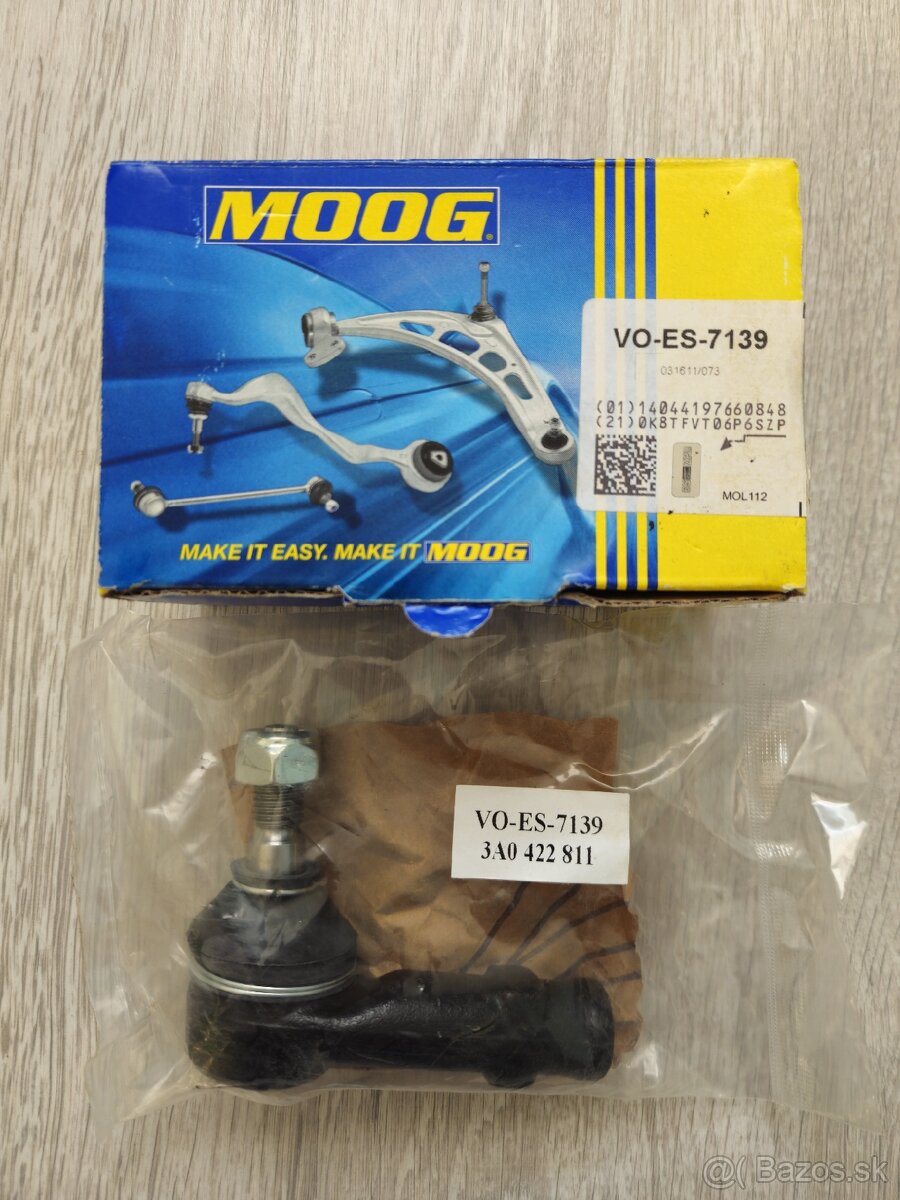 MOOG®
VO-ES-7139
031611/073
(01)14044197660848
(21)0K8TFVT06P6SZP
MOL112
MAKE IT EASY. MAKE IT MOOG
VO-ES-7139
3A0 422 811
@( Bazos.sk